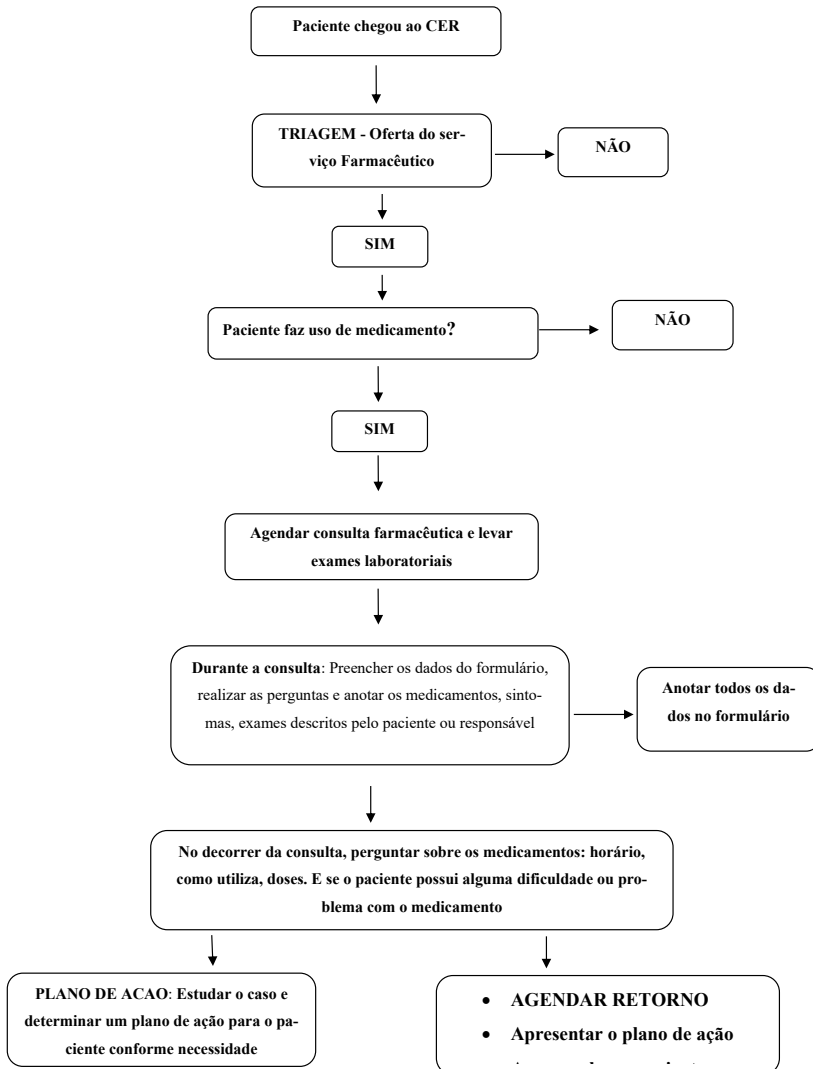 Paciente chegou ao CER
TRIAGEM - Oferta do ser-
viço Farmacêutico
NÃO
SIM
Paciente faz uso de medicamento?
NÃO
SIM
Agendar consulta farmacêutica e levar
exames laboratoriais
Durante a consulta: Preencher os dados do formulário,
realizar as perguntas e anotar os medicamentos, sinto-
mas, exames descritos pelo paciente ou responsável
Anotar todos os da-
dos no formulário
No decorrer da consulta, perguntar sobre os medicamentos: horário,
como utiliza, doses. E se o paciente possui alguma dificuldade ou pro-
blema com o medicamento
PLANO DE ACAO: Estudar o caso e
determinar um plano de ação para o pa-
ciente conforme necessidade
• AGENDAR RETORNO
• Apresentar o plano de ação